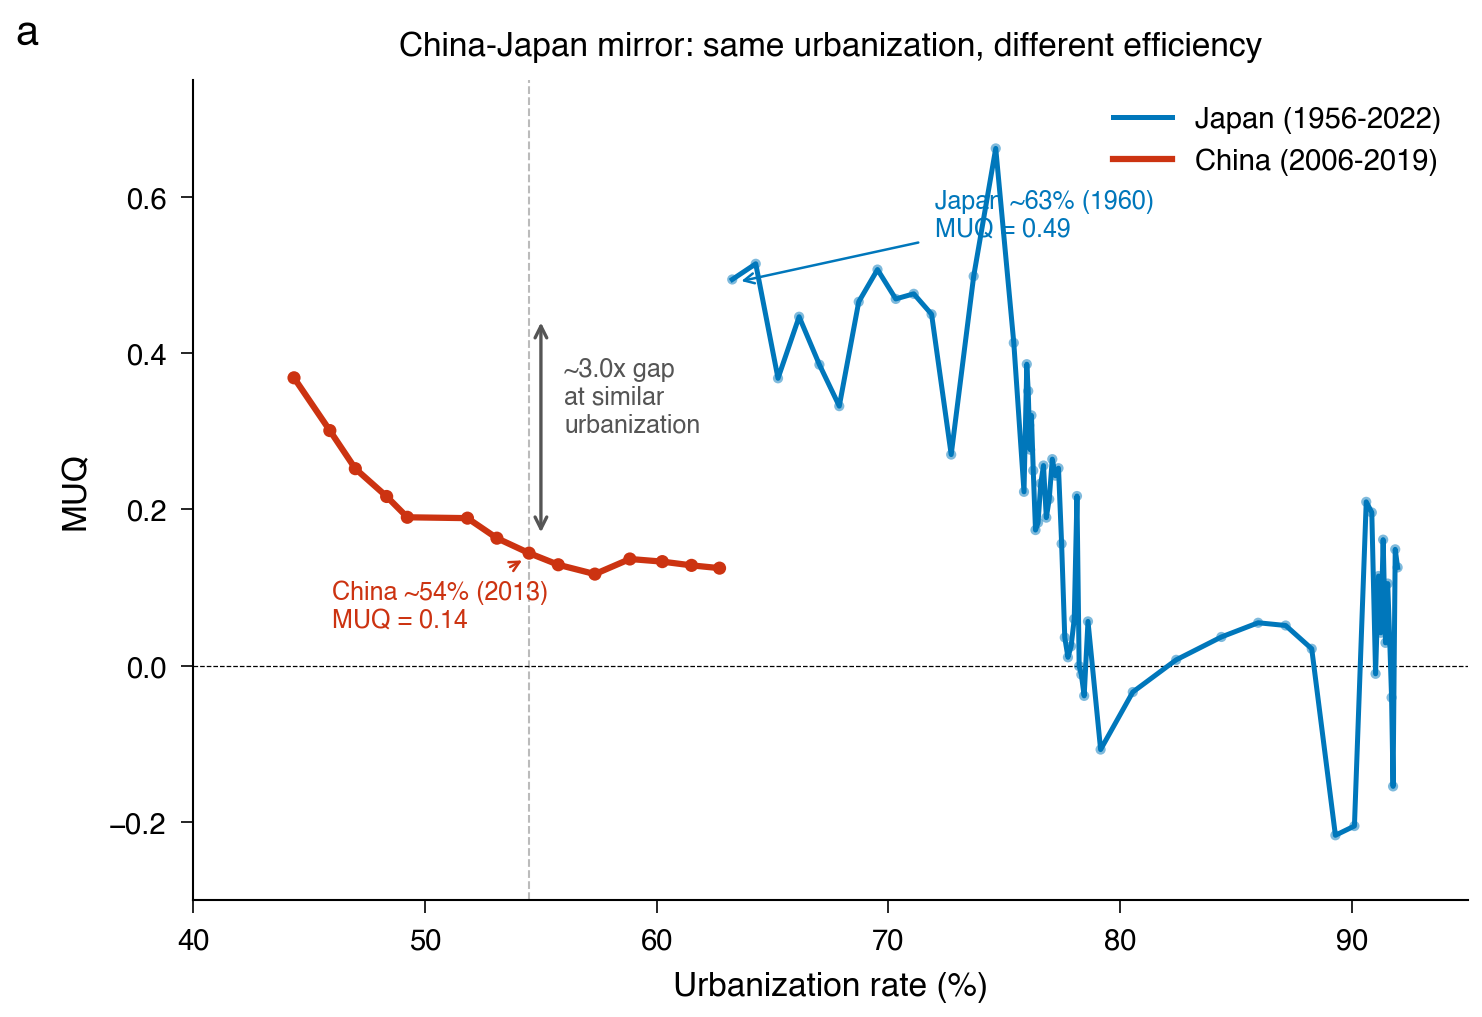 a
China-Japan mirror: same urbanization, different efficiency
Japan (1956-2022)
China (2006-2019)
Japan ~63% (1960)
MUQ = 0.49
~3.0x gap
at similar
urbanization
China ~54% (2013)
MUQ = 0.14
MUQ
0.6
0.4
0.2
0.0
−0.2
40
50
60
70
80
90
Urbanization rate (%)